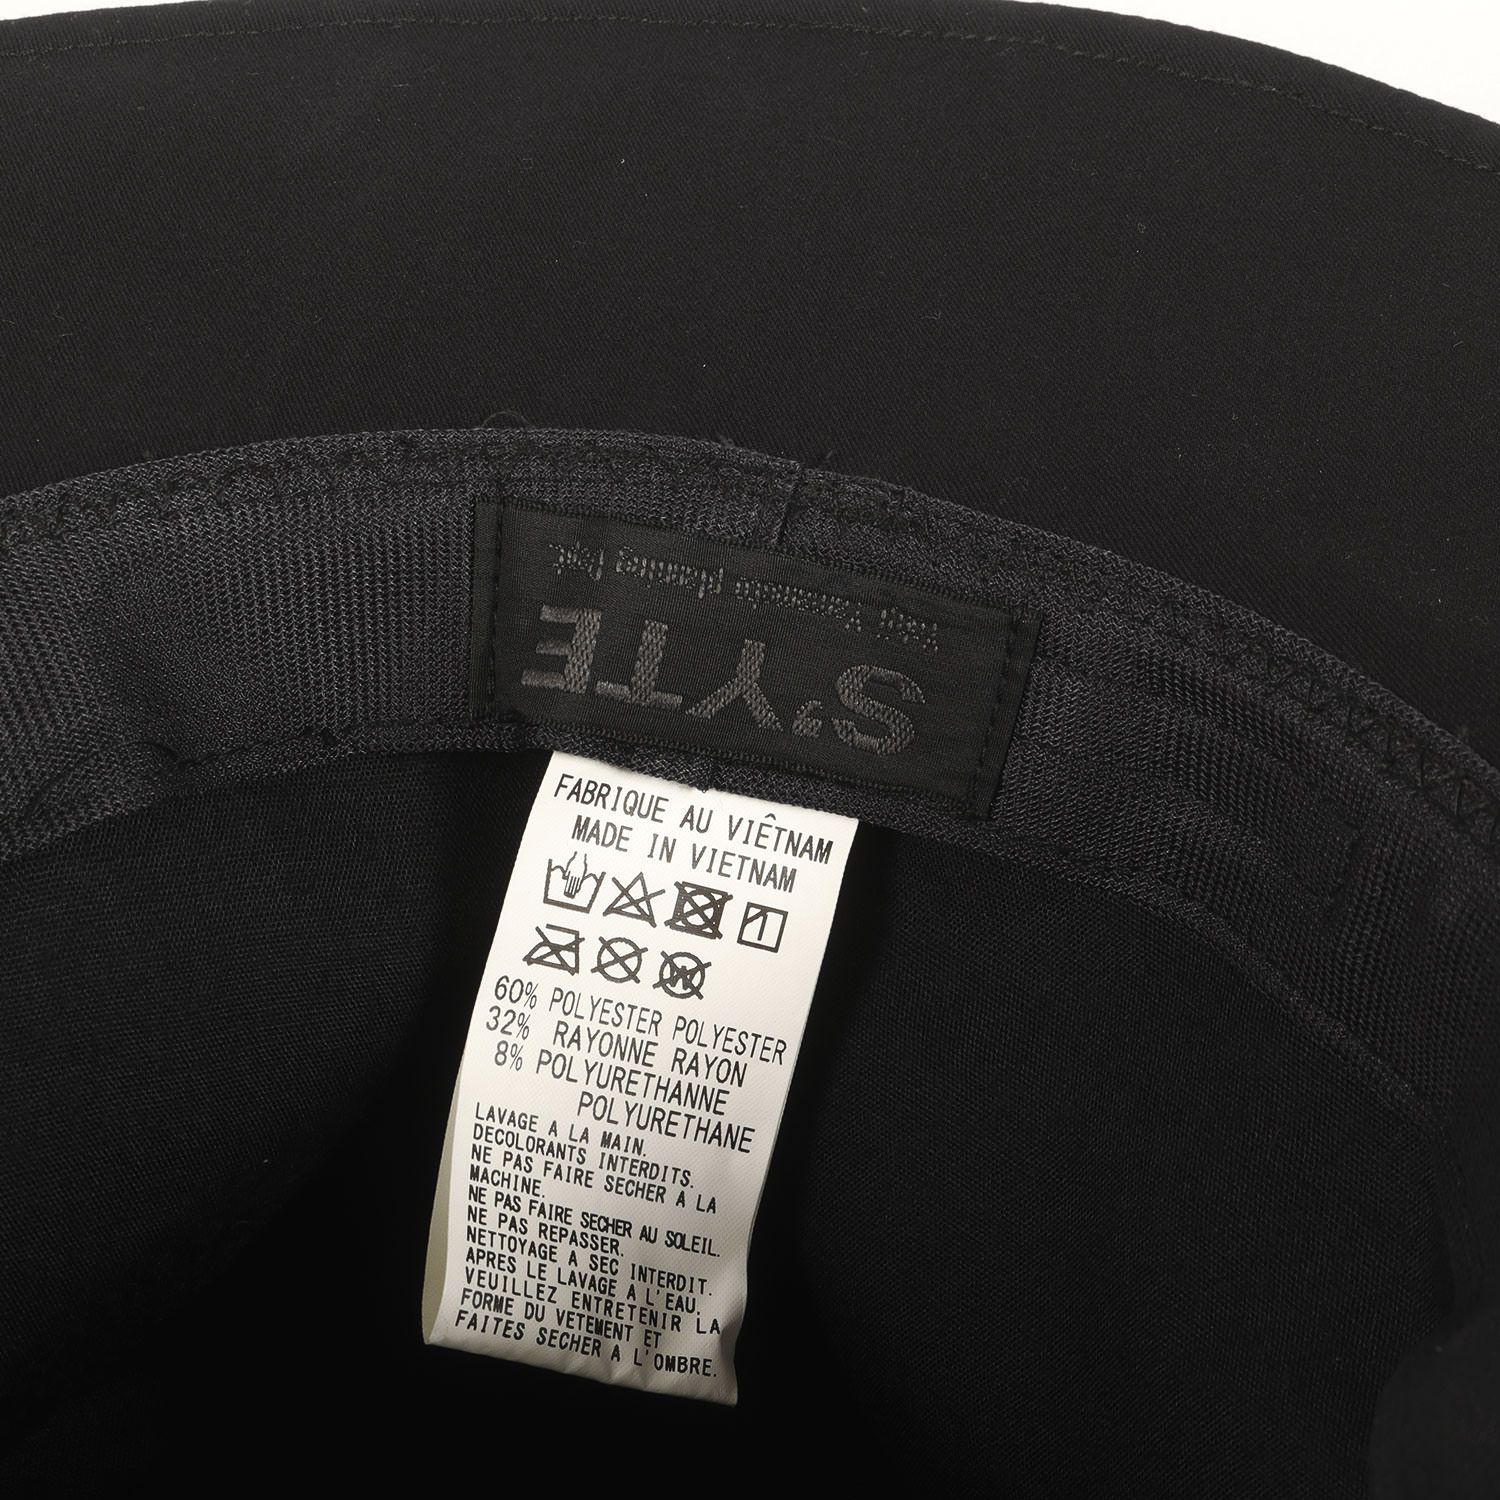 S'YTE
FABRIQUE AU VIÊTNAM
MADE IN VIETNAM
60% POLYESTER POLYESTER
32% RAYONNE RAYON
8% POLYURETHANNE
POLYURETHANE
LAVAGE A LA MAIN.
DECOLORANTS INTERDITS.
NE PAS FAIRE SECHER A LA
MACHINE.
NE PAS FAIRE SECHER AU SOLEIL.
NE PAS REPASSER.
NETTOYAGE A SEC INTERDIT.
APRES LE LAVAGE A L'EAU,
VEUILLEZ ENTRETENIR LA
FORME DU VETEMENT ET
FAITES SECHER A L'OMBRE.